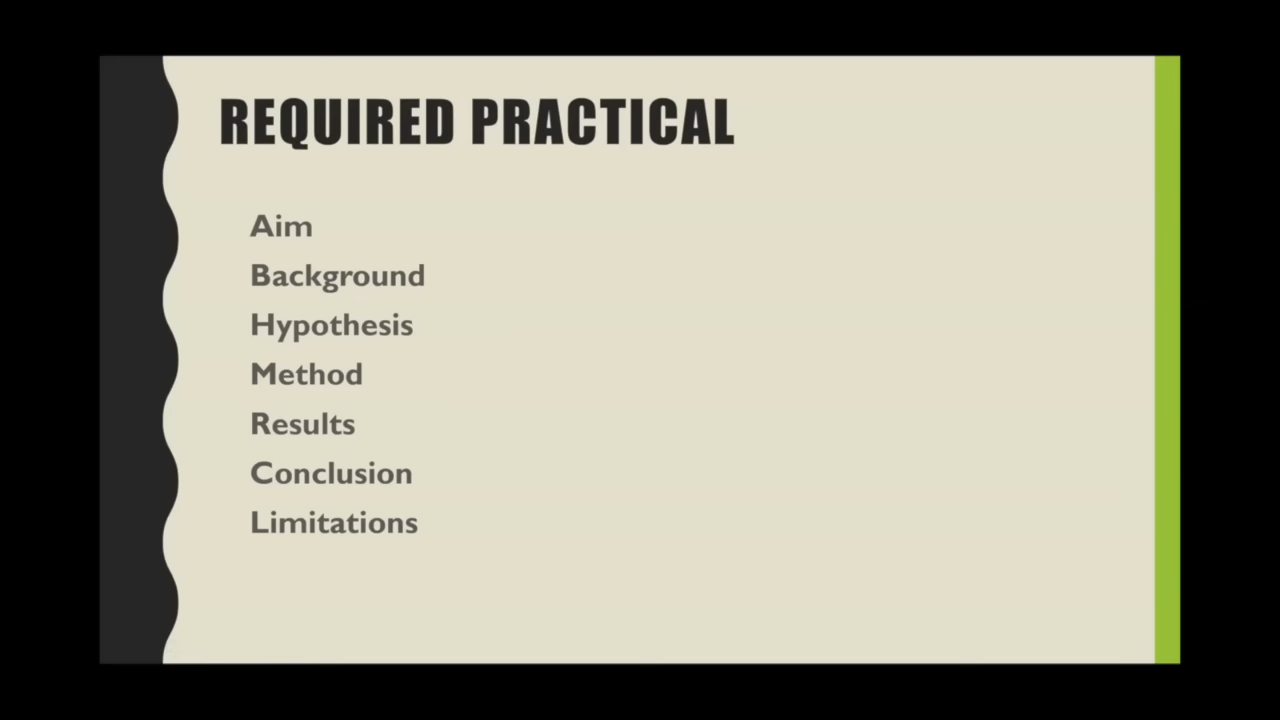 REQUIRED PRACTICAL
Aim
Background
Hypothesis
Method
Results
Conclusion
Limitations